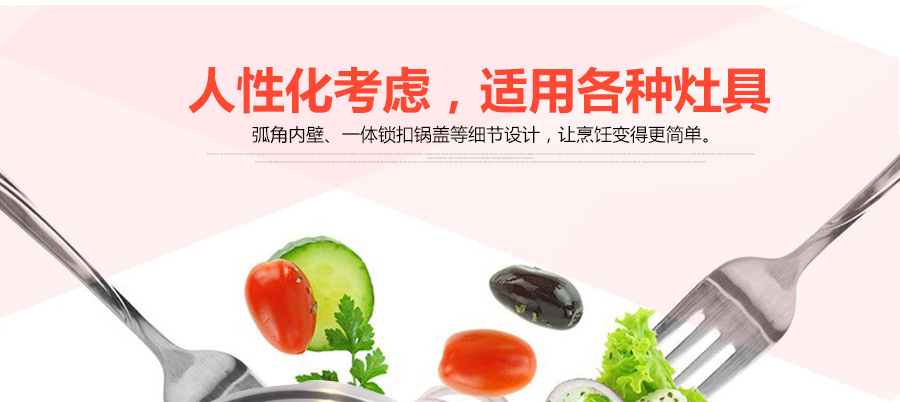 人性化考虑，适用各种灶具
弧角内壁、一体锁扣锅盖等细节设计，让烹饪变得更简单。